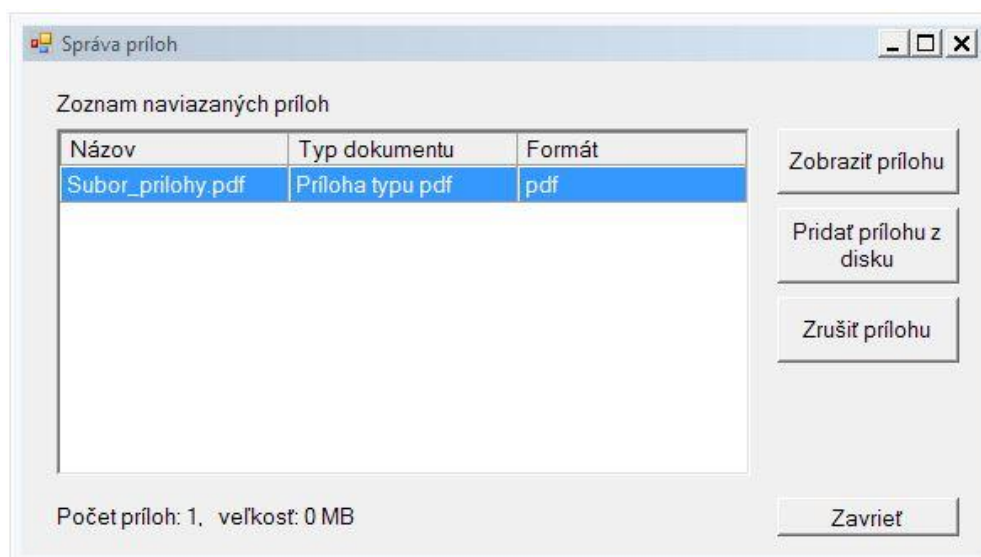 Správa príloh
Zoznam naviazaných príloh
Názov Typ dokumentu Formát
Subor_prilohy.pdf Príloha typu pdf pdf
Zobraziť prílohu
Pridať prílohu z
disku
Zrušiť prílohu
Počet príloh: 1, veľkosť: 0 MB
Zavrieť